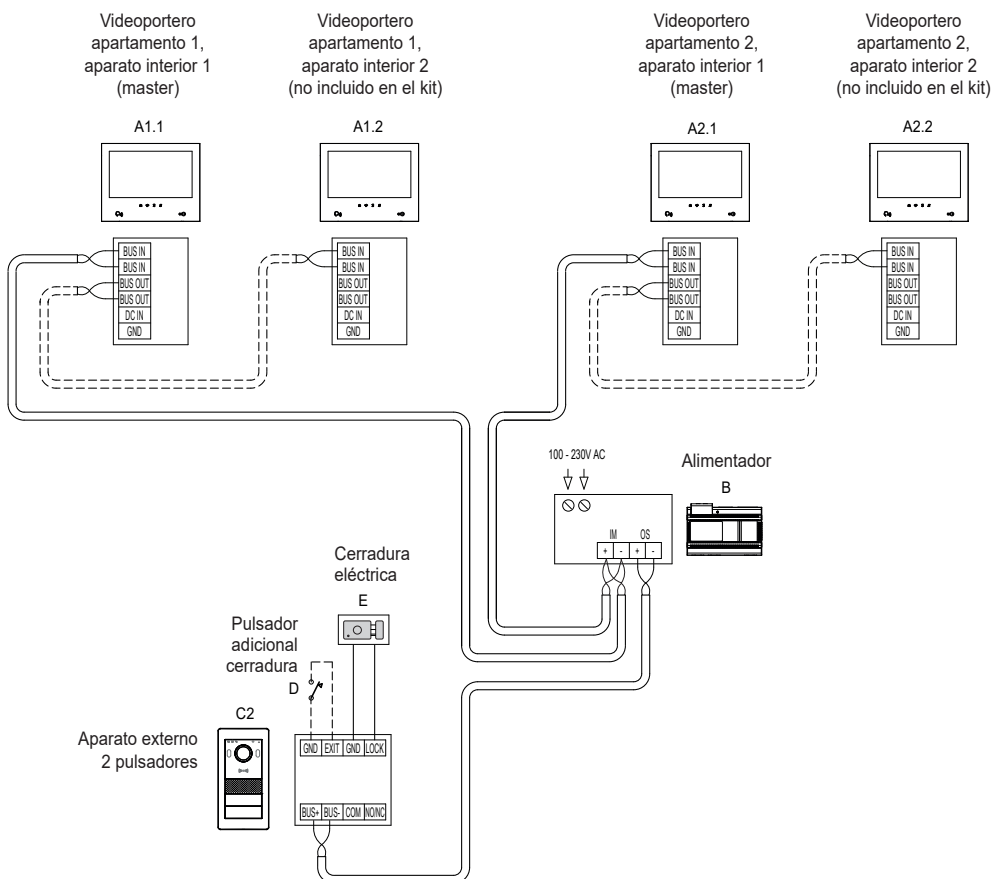 Videoportero
apartamento 1,
aparato interior 1
(master)
Videoportero
apartamento 1,
aparato interior 2
(no incluido en el kit)
Videoportero
apartamento 2,
aparato interior 1
(master)
Videoportero
apartamento 2,
aparato interior 2
(no incluido en el kit)
A1.1
A1.2
A2.1
A2.2
BUS IN
BUS IN
BUS OUT
BUS OUT
DC IN
GND
BUS IN
BUS IN
BUS OUT
BUS OUT
DC IN
GND
BUS IN
BUS IN
BUS OUT
BUS OUT
DC IN
GND
BUS IN
BUS IN
BUS OUT
BUS OUT
DC IN
GND
100 - 230V AC
Alimentador
B
IM OS
+ - + -
Cerradura
eléctrica
E
Pulsador
adicional
cerradura
D
C2
Aparato externo
2 pulsadores
GND EXIT GND LOCK
BUS+ BUS- COM NO/NC